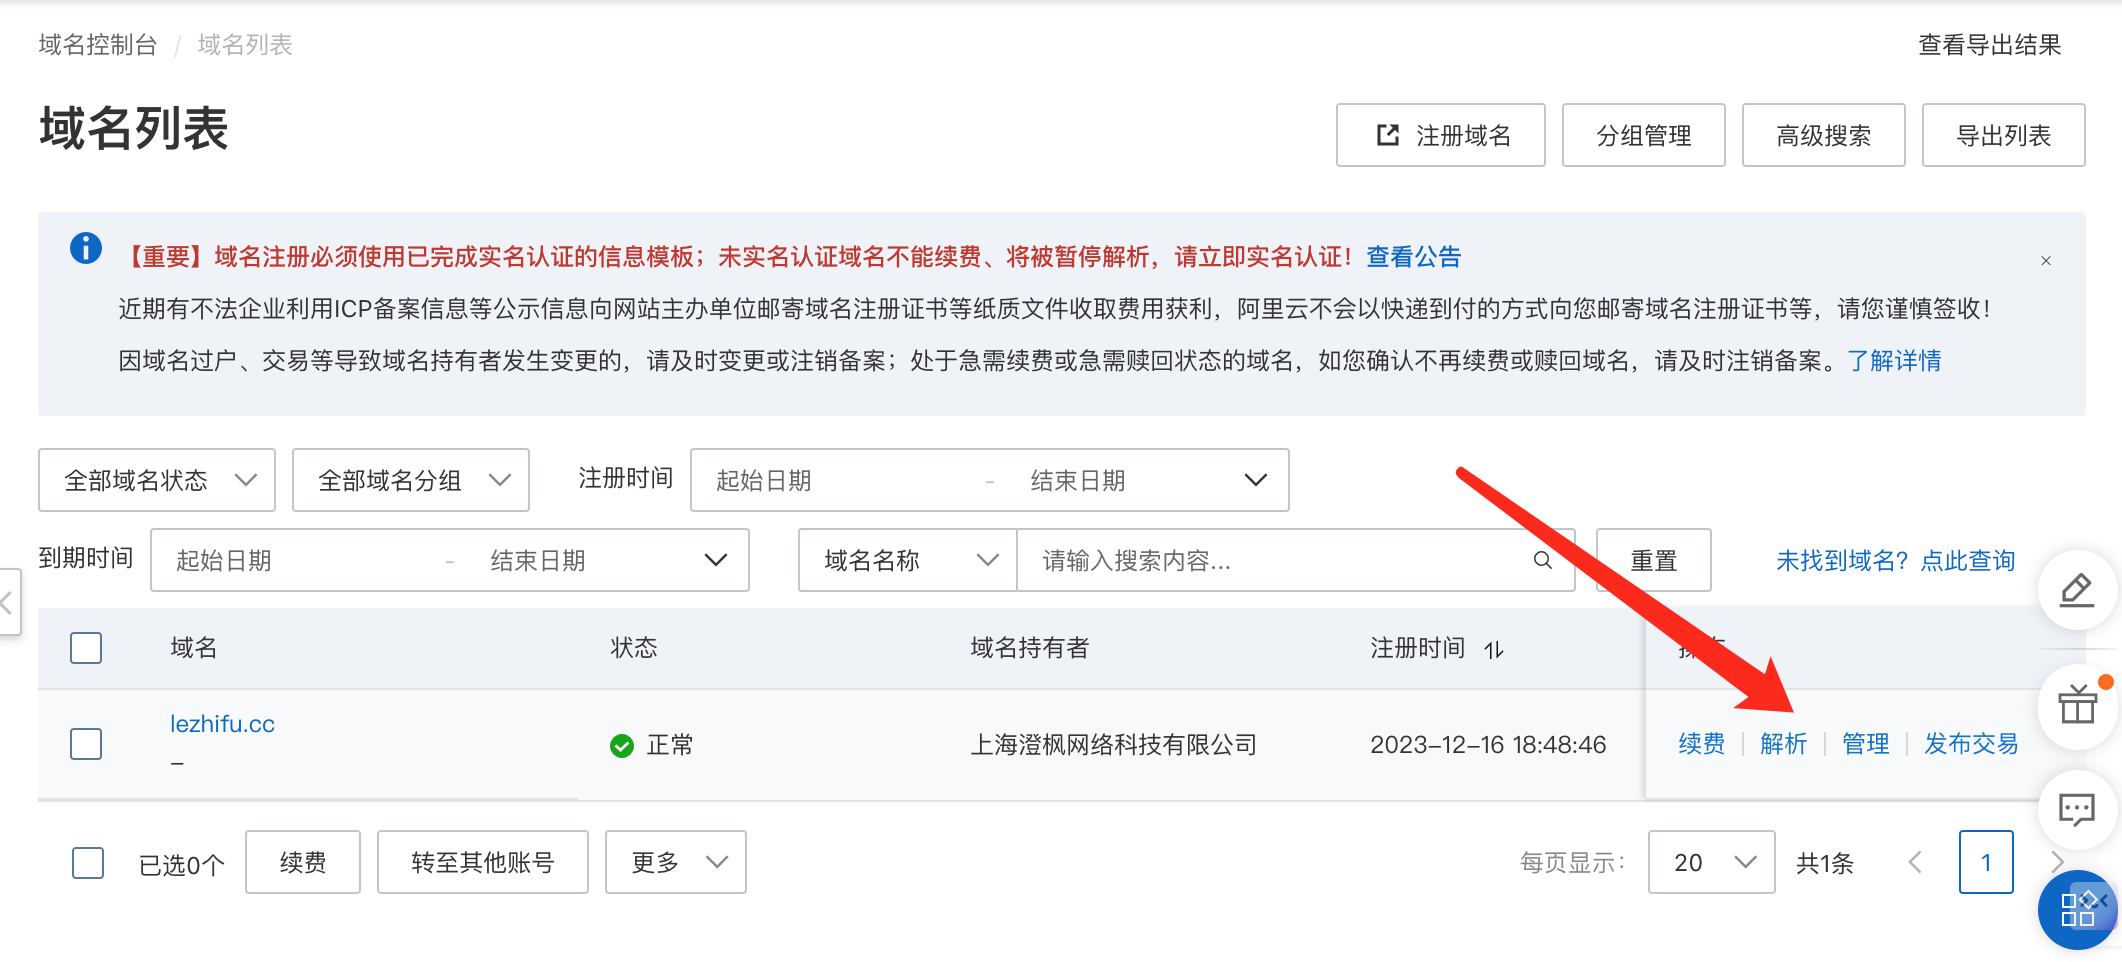 域名控制台 / 域名列表
查看导出结果
域名列表
注册域名
分组管理
高级搜索
导出列表
【重要】域名注册必须使用已完成实名认证的信息模板；未实名认证域名不能续费、将被暂停解析，请立即实名认证！查看公告
近期有不法企业利用ICP备案信息等公示信息向网站主办单位邮寄域名注册证书等纸质文件收取费用获利，阿里云不会以快递到付的方式向您邮寄域名注册证书等，请您谨慎签收！
因域名过户、交易等导致域名持有者发生变更的，请及时变更或注销备案；处于急需续费或急需赎回状态的域名，如您确认不再续费或赎回域名，请及时注销备案。了解详情
全部域名状态
全部域名分组
注册时间
起始日期 - 结束日期
到期时间
起始日期 - 结束日期
域名名称
请输入搜索内容...
重置
未找到域名？点此查询
域名 状态 域名持有者 注册时间
lezhifu.cc
–
正常
上海澄枫网络科技有限公司
2023-12-16 18:48:46
续费 | 解析 | 管理 | 发布交易
已选0个
续费
转至其他账号
更多
每页显示：
20
共1条
1